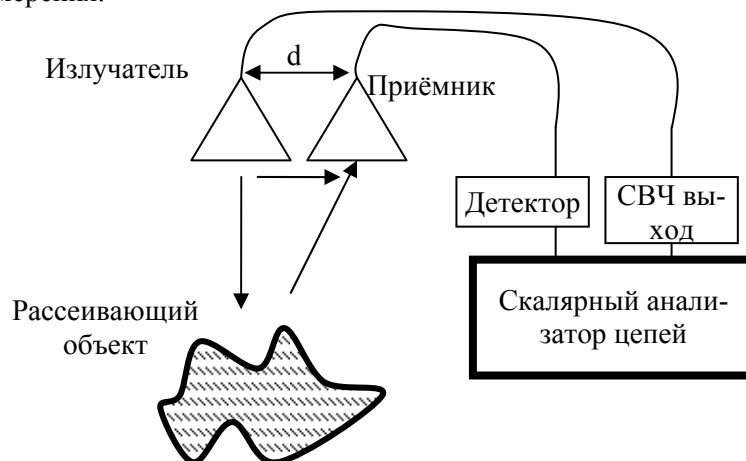 d
Излучатель
Приёмник
Детектор
СВЧ вы-
ход
Скалярный анали-
затор цепей
Рассеивающий
объект